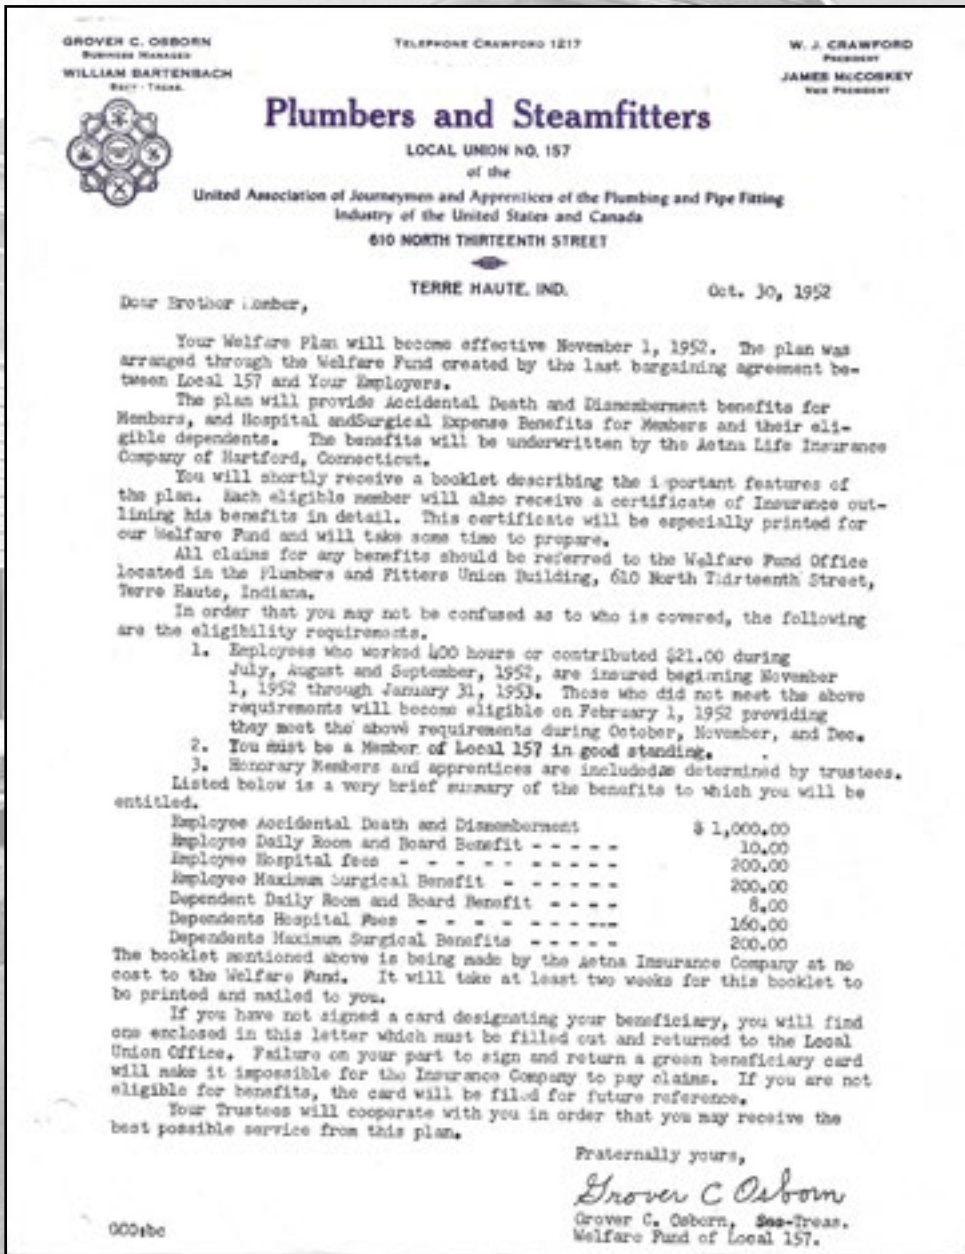 GROVER C. OSBORN
BUSINESS MANAGER
WILLIAM BARTENBACH
SECY - TREAS.
TELEPHONE CRAWFORD 1217
W. J. CRAWFORD
PRESIDENT
JAMES McCOSKEY
VICE PRESIDENT
Plumbers and Steamfitters
LOCAL UNION NO. 157
of the
United Association of Journeymen and Apprentices of the Plumbing and Pipe Fitting
Industry of the United States and Canada
610 NORTH THIRTEENTH STREET
TERRE HAUTE, IND.
Oct. 30, 1952
Dear Brother Member,
Your Welfare Plan will become effective November 1, 1952. The plan was
arranged through the Welfare Fund created by the last bargaining agreement be-
tween Local 157 and Your Employers.
The plan will provide Accidental Death and Dismemberment benefits for
Members, and Hospital andSurgical Expense Benefits for Members and their eli-
gible dependents. The benefits will be underwritten by the Aetna Life Insurance
Company of Hartford, Connecticut.
You will shortly receive a booklet describing the important features of
the plan. Each eligible member will also receive a certificate of Insurance out-
lining his benefits in detail. This certificate will be especially printed for
our Welfare Fund and will take some time to prepare.
All claims for any benefits should be referred to the Welfare Fund Office
located in the Plumbers and Fitters Union Building, 610 North Thirteenth Street,
Terre Haute, Indiana.
In order that you may not be confused as to who is covered, the following
are the eligibility requirements.
1. Employees who worked 400 hours or contributed $21.00 during
July, August and September, 1952, are insured beginning November
1, 1952 through January 31, 1953. Those who did not meet the above
requirements will become eligible on February 1, 1952 providing
they meet the above requirements during October, November, and Dec.
2. You must be a Member of Local 157 in good standing.
3. Honorary Members and apprentices are includedas determined by trustees.
Listed below is a very brief summary of the benefits to which you will be
entitled.
Employee Accidental Death and Dismemberment $ 1,000.00
Employee Daily Room and Board Benefit - - - - - 10.00
Employee Hospital fees - - - - - - - - - - 200.00
Employee Maximum Surgical Benefit - - - - - - 200.00
Dependent Daily Room and Board Benefit - - - - 8.00
Dependents Hospital Fees - - - - - - ---- 160.00
Dependents Maximum Surgical Benefits - - - - - 200.00
The booklet mentioned above is being made by the Aetna Insurance Company at no
cost to the Welfare Fund. It will take at least two weeks for this booklet to
be printed and mailed to you.
If you have not signed a card designating your beneficiary, you will find
one enclosed in this letter which must be filled out and returned to the Local
Union Office. Failure on your part to sign and return a green beneficiary card
will make it impossible for the Insurance Company to pay claims. If you are not
eligible for benefits, the card will be filed for future reference.
Your Trustees will cooperate with you in order that you may receive the
best possible service from this plan.
Fraternally yours,
Grover C Osborn
Grover C. Osborn, Sec-Treas.
Welfare Fund of Local 157.
GCO:bc